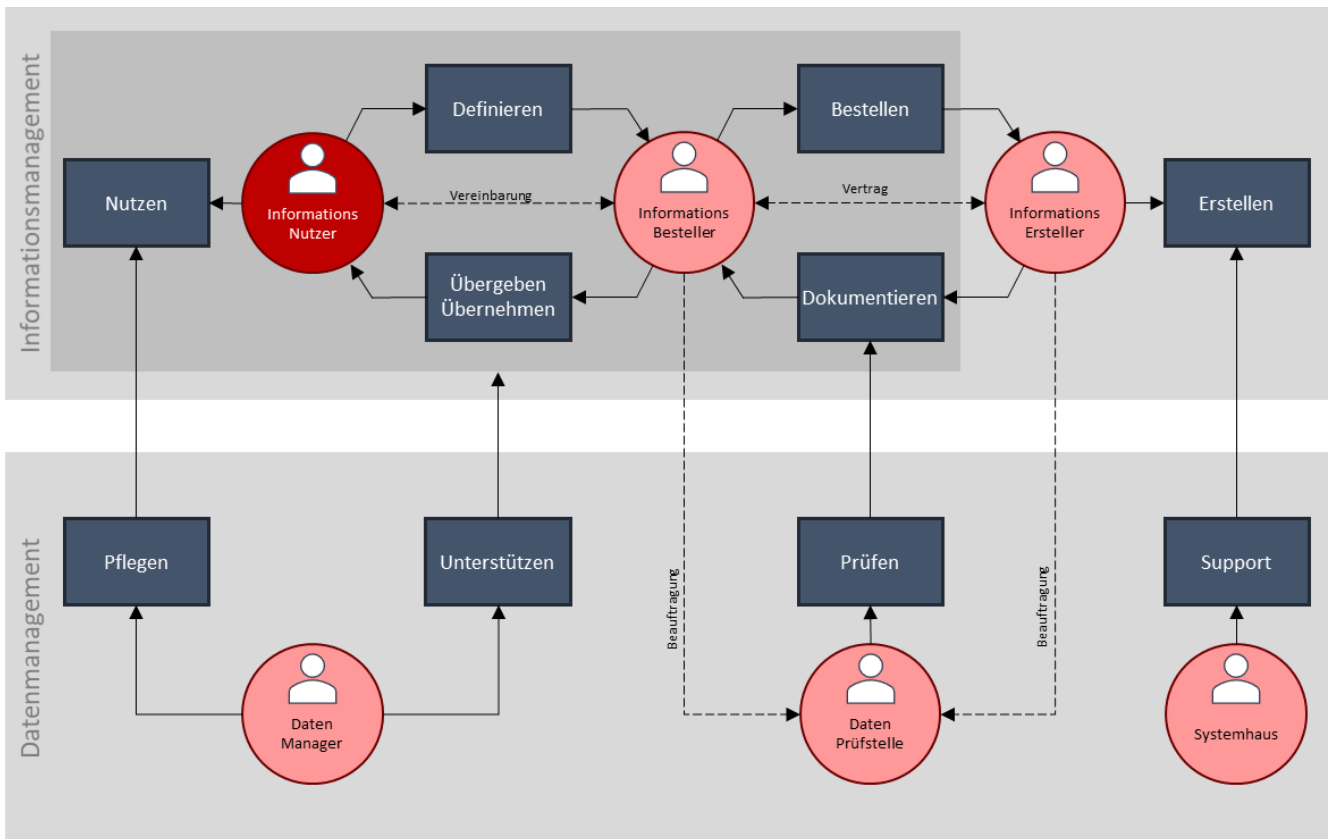 Informationsmanagement
Definieren
Bestellen
Nutzen
Informations
Nutzer
Vereinbarung
Informations
Besteller
Vertrag
Informations
Ersteller
Erstellen
Übergeben
Übernehmen
Dokumentieren
Datenmanagement
Pflegen
Unterstützen
Beauftragung
Prüfen
Beauftragung
Support
Daten
Manager
Daten
Prüfstelle
Systemhaus